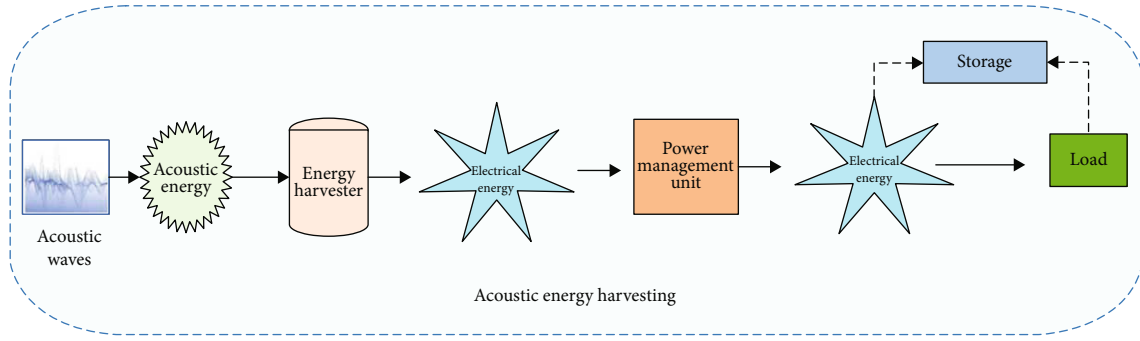 Acoustic
waves
Acoustic
energy
Energy
harvester
Electrical
energy
Power
management
unit
Electrical
energy
Storage
Load
Acoustic energy harvesting